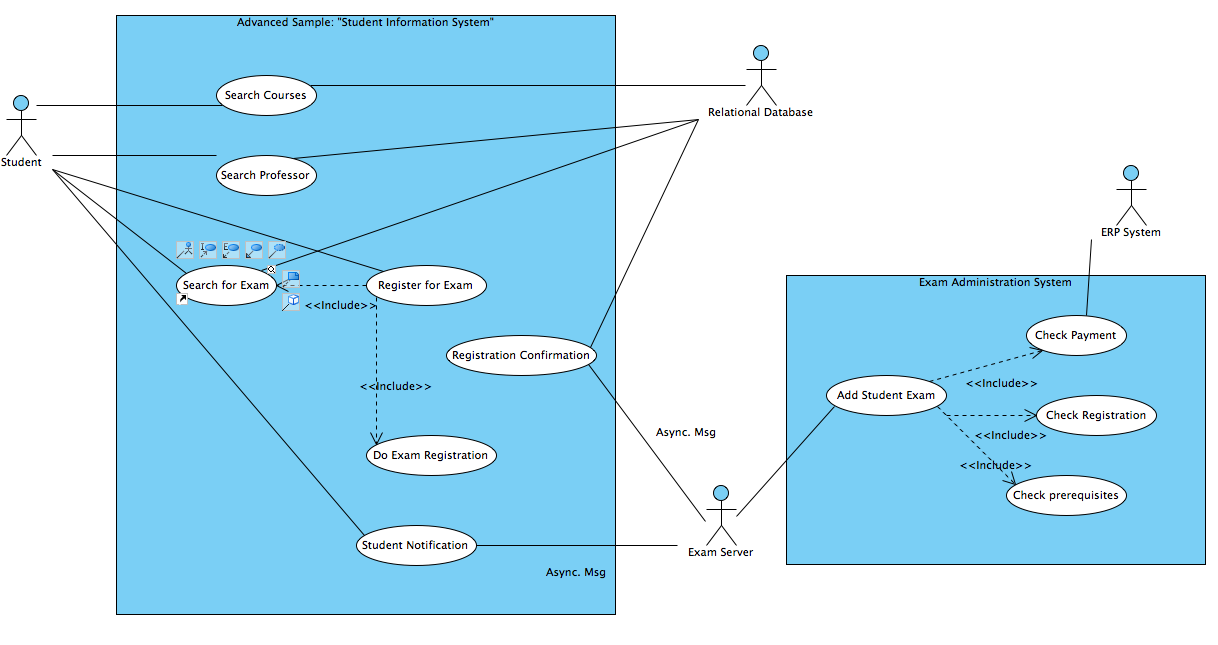 Advanced Sample: "Student Information System"
Search Courses
Relational Database
Student
Search Professor
ERP System
Search for Exam
Register for Exam
<<Include>>
Exam Administration System
Check Payment
Registration Confirmation
<<Include>>
<<Include>>
Add Student Exam
Check Registration
Async. Msg
<<Include>>
Do Exam Registration
<<Include>>
Check prerequisites
Student Notification
Exam Server
Async. Msg